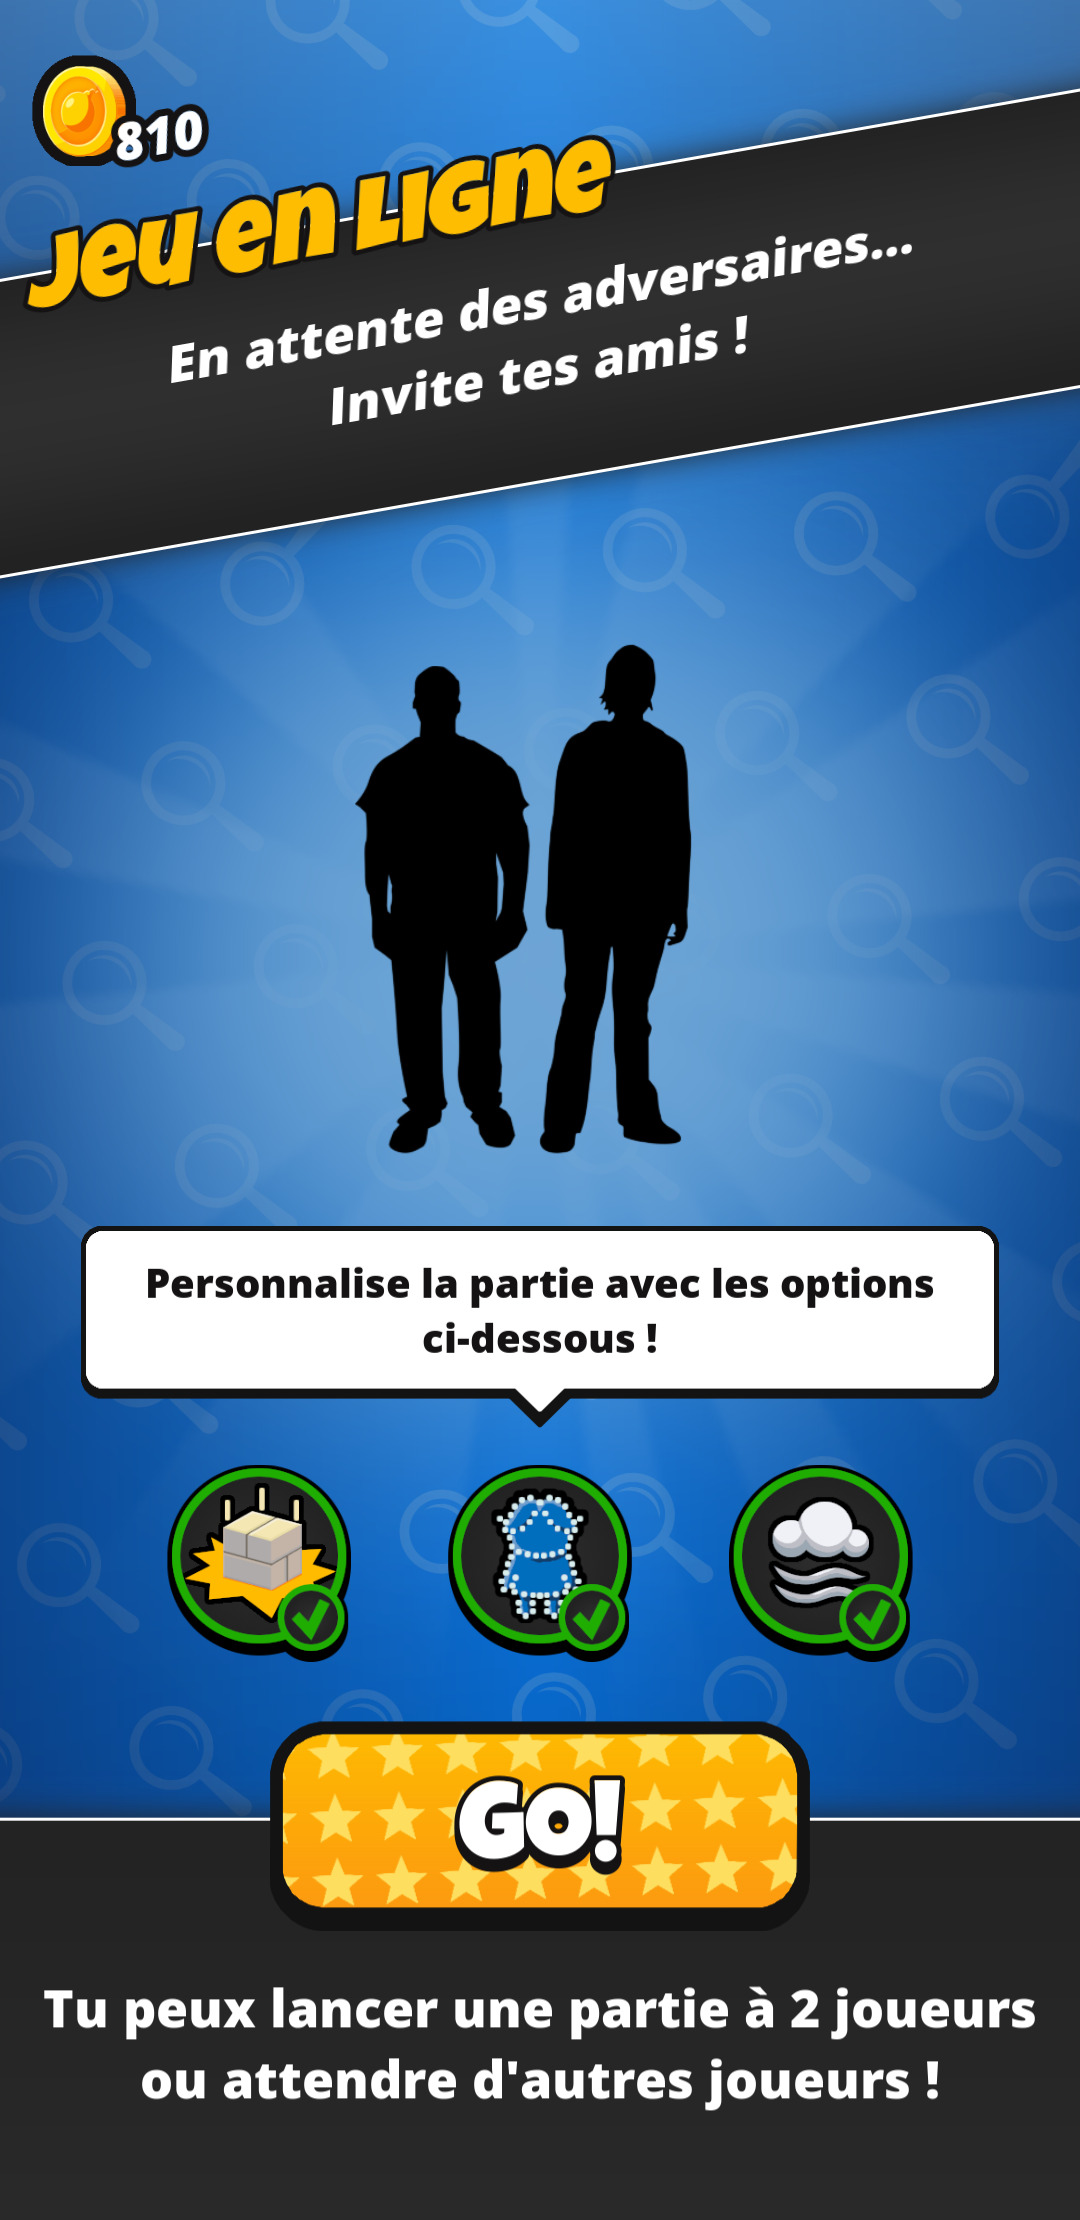 810
Jeu en ligne
En attente des adversaires...
Invite tes amis !
Personnalise la partie avec les options
ci-dessous !
GO!
Tu peux lancer une partie à 2 joueurs
ou attendre d'autres joueurs !